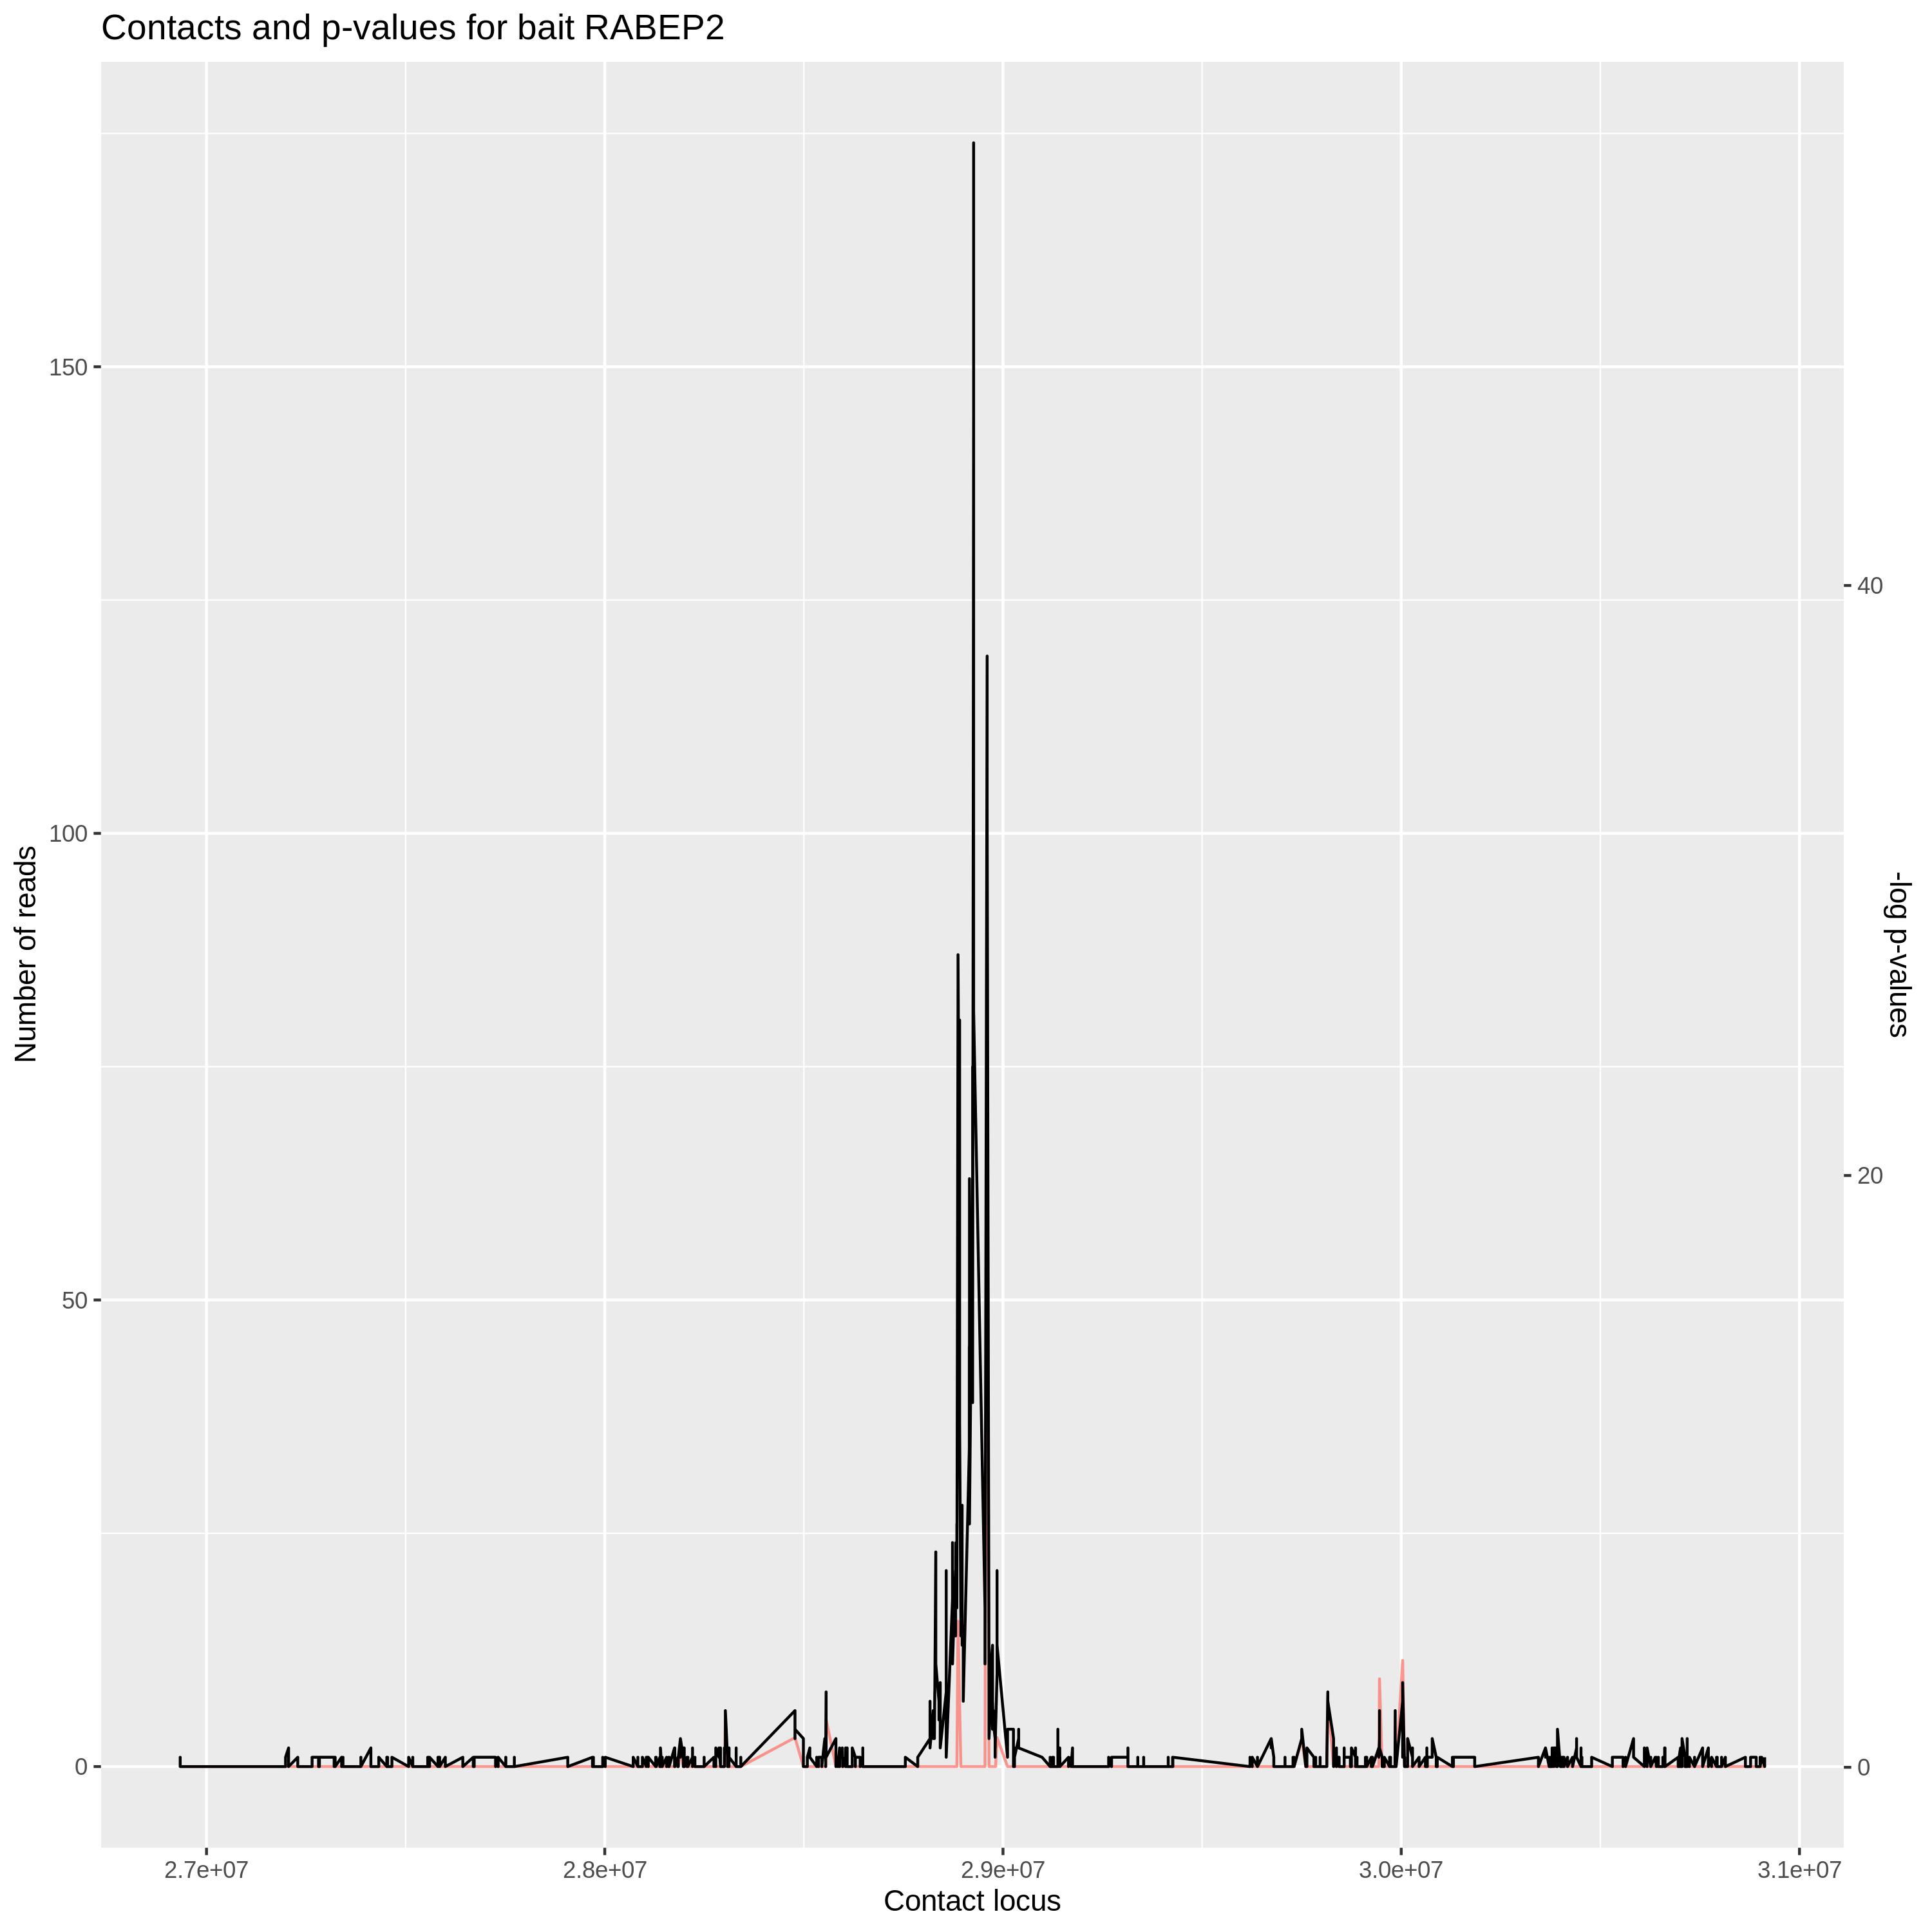 Contacts and p-values for bait RABEP2
Number of reads
150
100
50
0
40
20
0
-log p-values
2.7e+07 2.8e+07 2.9e+07 3.0e+07 3.1e+07
Contact locus